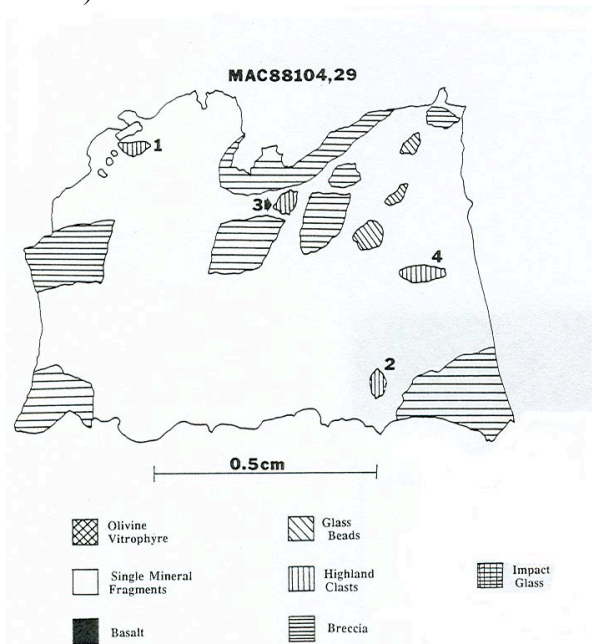 MAC88104,29
1
3
4
2
0.5cm
Olivine
Vitrophyre
Glass
Beads
Single Mineral
Fragments
Highland
Clasts
Impact
Glass
Basalt
Breccia